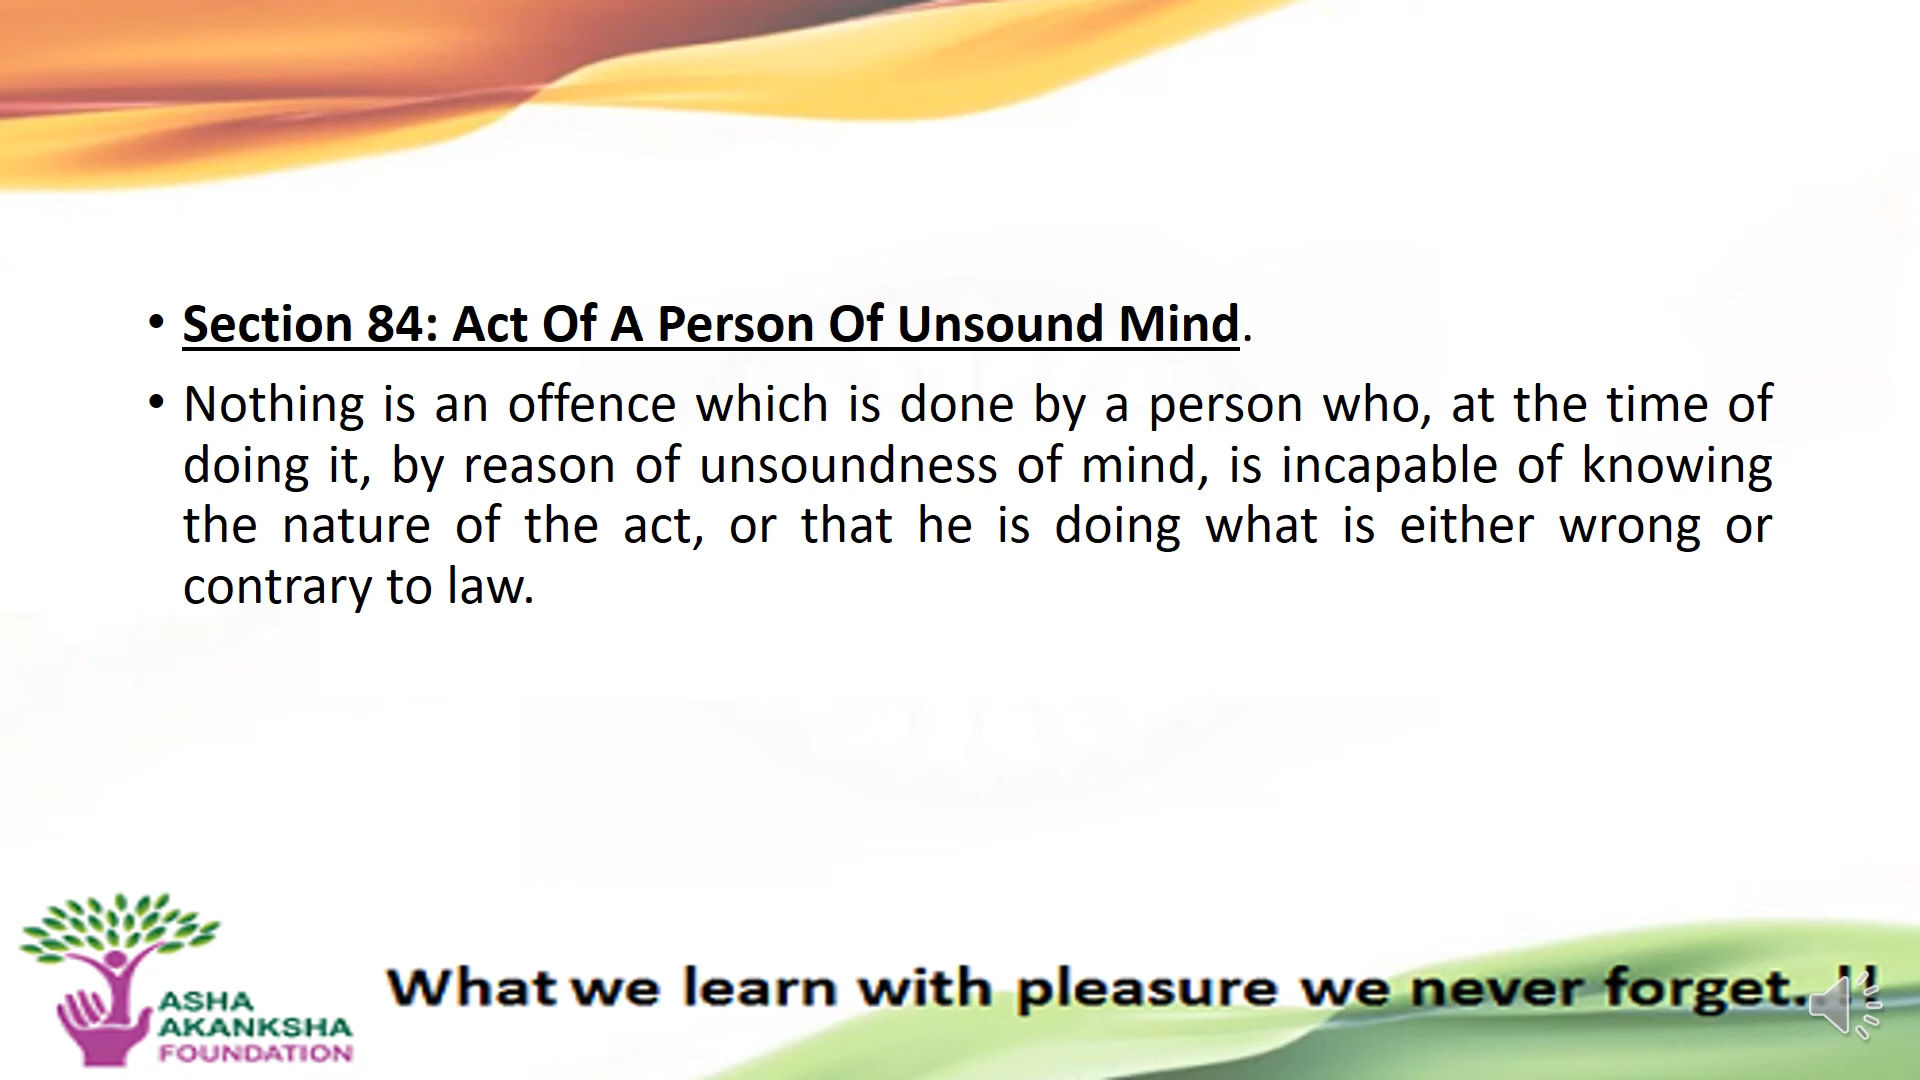 • Section 84: Act Of A Person Of Unsound Mind.
• Nothing is an offence which is done by a person who, at the time of
doing it, by reason of unsoundness of mind, is incapable of knowing
the nature of the act, or that he is doing what is either wrong or
contrary to law.
ASHA
AKANKSHA
FOUNDATION
What we learn with pleasure we never forget...!!